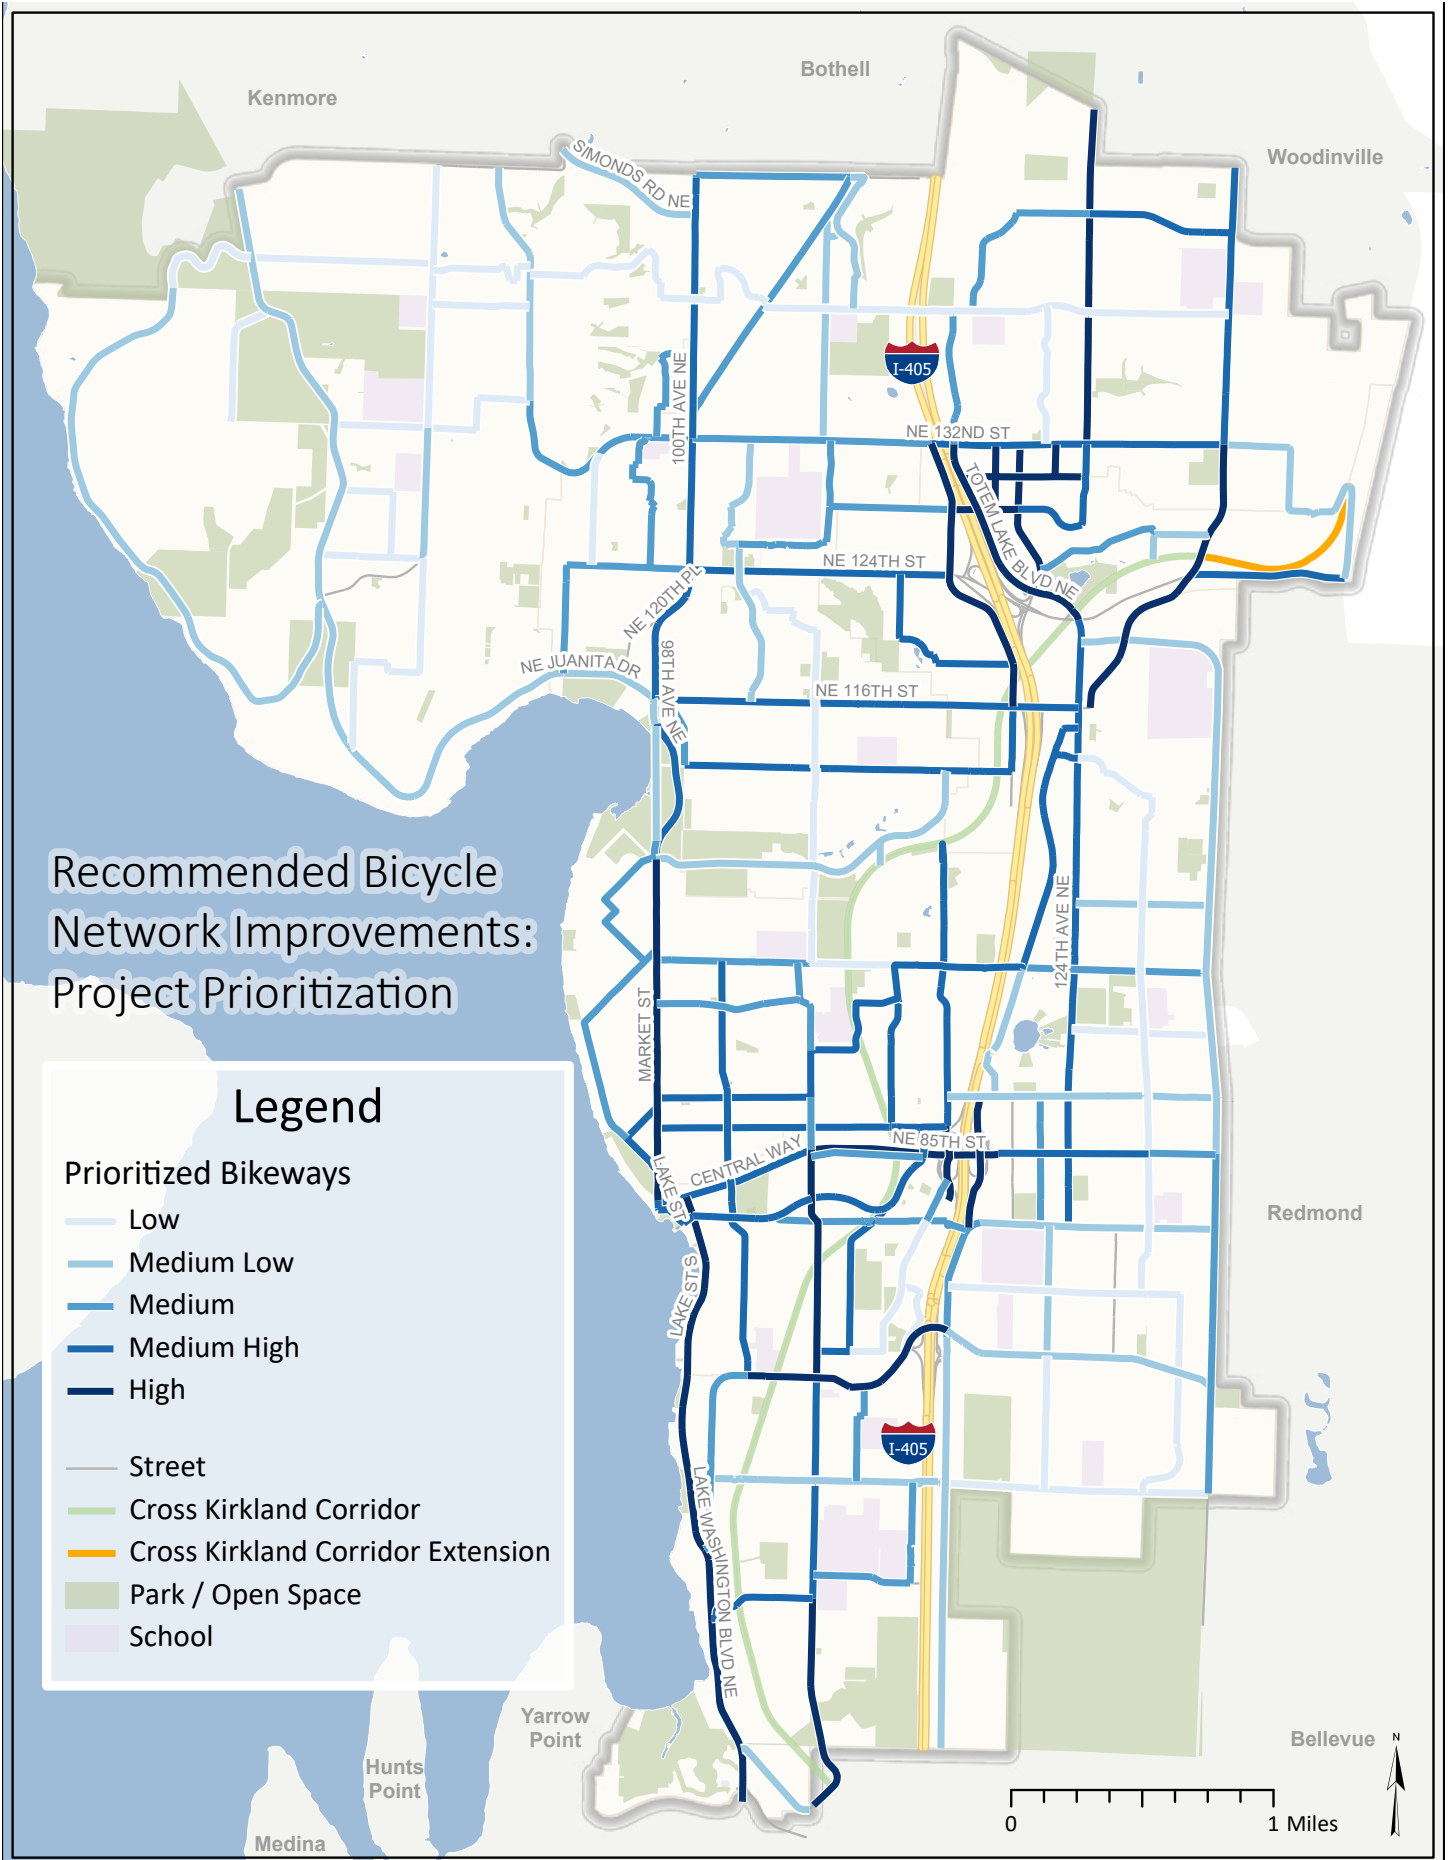 Bothell
Kenmore
Woodinville
SIMONDS RD NE
I-405
100TH AVE NE
NE 132ND ST
TOTEM LAKE BLVD NE
NE 124TH ST
NE 120TH PL
NE JUANITA DR
98TH AVE NE
NE 116TH ST
Recommended Bicycle
Network Improvements:
Project Prioritization
124TH AVE NE
MARKET ST
Legend
Prioritized Bikeways
Low
Medium Low
Medium
Medium High
High
Street
Cross Kirkland Corridor
Cross Kirkland Corridor Extension
Park / Open Space
School
NE 85TH ST
CENTRAL WAY
LAKE ST
Redmond
LAKE ST S
I-405
LAKE WASHINGTON BLVD NE
Yarrow
Point
Hunts
Point
Medina
Bellevue
N
0
1 Miles